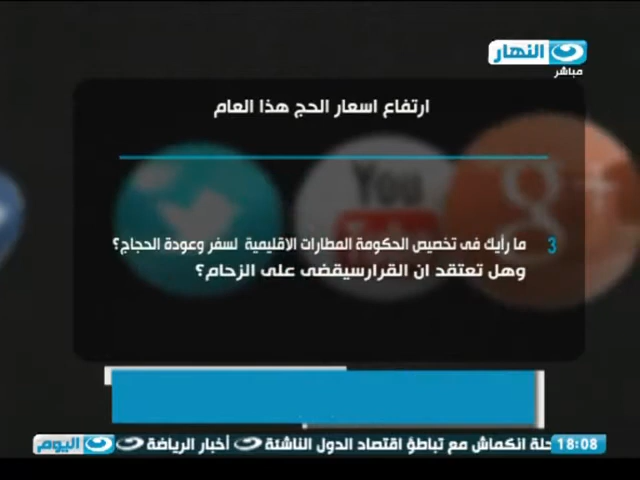 النهار
مباشر
ارتفاع اسعار الحج هذا العام
You
Tube
g+
3 ما رأيك فى تخصيص الحكومة المطارات الاقليمية لسفر وعودة الحجاج؟
وهل تعتقد ان القرارسيقضى على الزحام؟
18:08 حلة انكماش مع تباطؤ اقتصاد الدول الناشئة أخبار الرياضة
اليوم